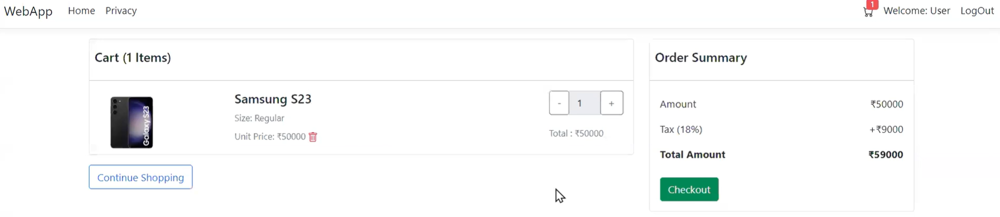 WebApp Home Privacy 1 Welcome: User LogOut
Cart (1 Items)
Galaxy S23
Samsung S23
Size: Regular
Unit Price: ₹50000
- 1 +
Total : ₹50000
Continue Shopping
Order Summary
Amount ₹50000
Tax (18%) +₹9000
Total Amount ₹59000
Checkout